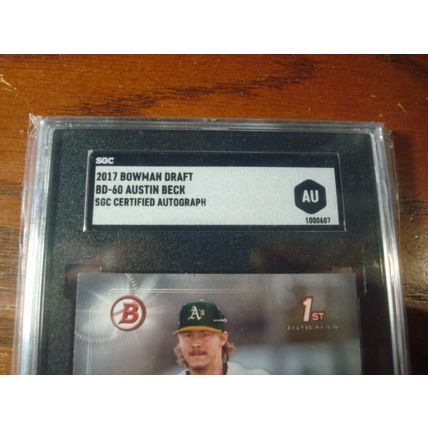 SGC
2017 BOWMAN DRAFT
BD-60 AUSTIN BECK
SGC CERTIFIED AUTOGRAPH
AU
1000607
B
1ST
BOWMAN
A's